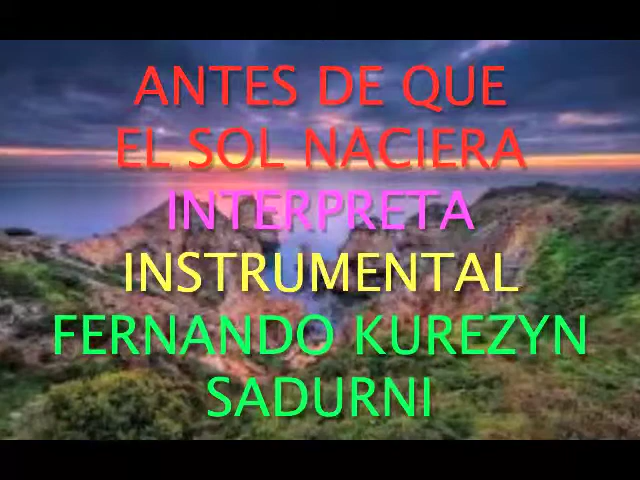 ANTES DE QUE
EL SOL NACIERA
INTERPRETA
INSTRUMENTAL
FERNANDO KUREZYN
SADURNI